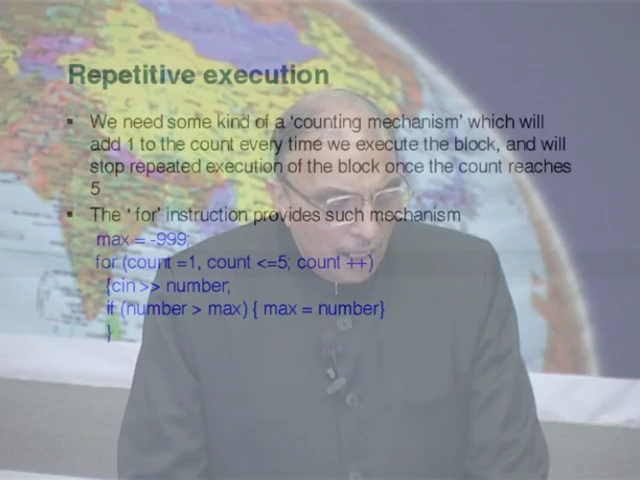 Repetitive execution
▪ We need some kind of a ‘counting mechanism’ which will
add 1 to the count every time we execute the block, and will
stop repeated execution of the block once the count reaches
5
▪ The ‘ for’ instruction provides such mechanism
max = -999;
for (count =1, count <=5; count ++)
{cin >> number;
if (number > max) { max = number}
}